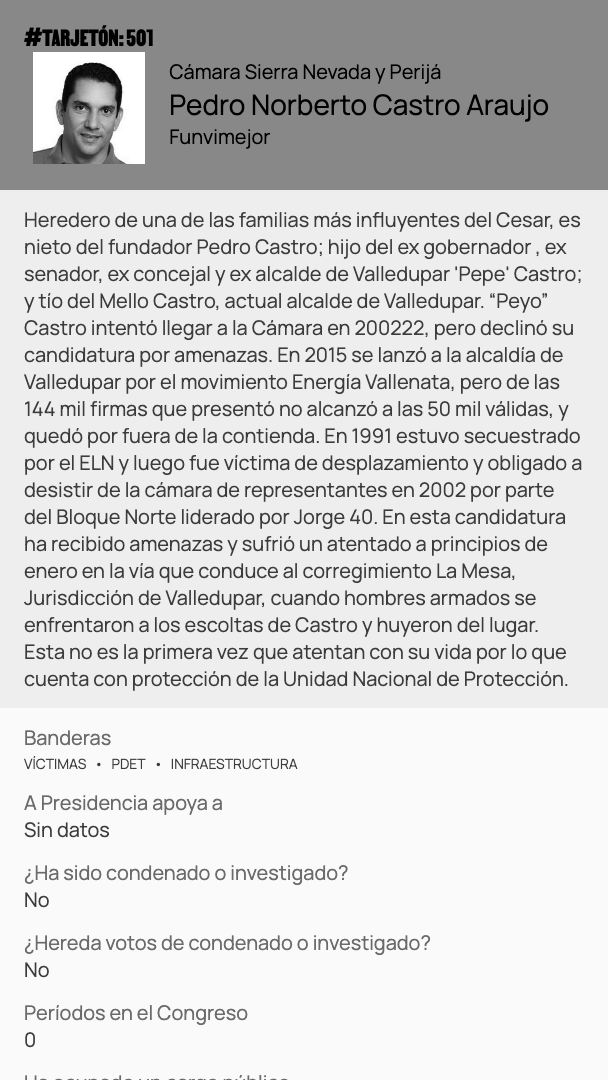 #TARJETÓN: 501
Cámara Sierra Nevada y Perijá
Pedro Norberto Castro Araujo
Funvimejor
Heredero de una de las familias más influyentes del Cesar, es
nieto del fundador Pedro Castro; hijo del ex gobernador , ex
senador, ex concejal y ex alcalde de Valledupar 'Pepe' Castro;
y tío del Mello Castro, actual alcalde de Valledupar. “Peyo”
Castro intentó llegar a la Cámara en 200222, pero declinó su
candidatura por amenazas. En 2015 se lanzó a la alcaldía de
Valledupar por el movimiento Energía Vallenata, pero de las
144 mil firmas que presentó no alcanzó a las 50 mil válidas, y
quedó por fuera de la contienda. En 1991 estuvo secuestrado
por el ELN y luego fue víctima de desplazamiento y obligado a
desistir de la cámara de representantes en 2002 por parte
del Bloque Norte liderado por Jorge 40. En esta candidatura
ha recibido amenazas y sufrió un atentado a principios de
enero en la vía que conduce al corregimiento La Mesa,
Jurisdicción de Valledupar, cuando hombres armados se
enfrentaron a los escoltas de Castro y huyeron del lugar.
Esta no es la primera vez que atentan con su vida por lo que
cuenta con protección de la Unidad Nacional de Protección.
Banderas
VÍCTIMAS • PDET • INFRAESTRUCTURA
A Presidencia apoya a
Sin datos
¿Ha sido condenado o investigado?
No
¿Hereda votos de condenado o investigado?
No
Períodos en el Congreso
0